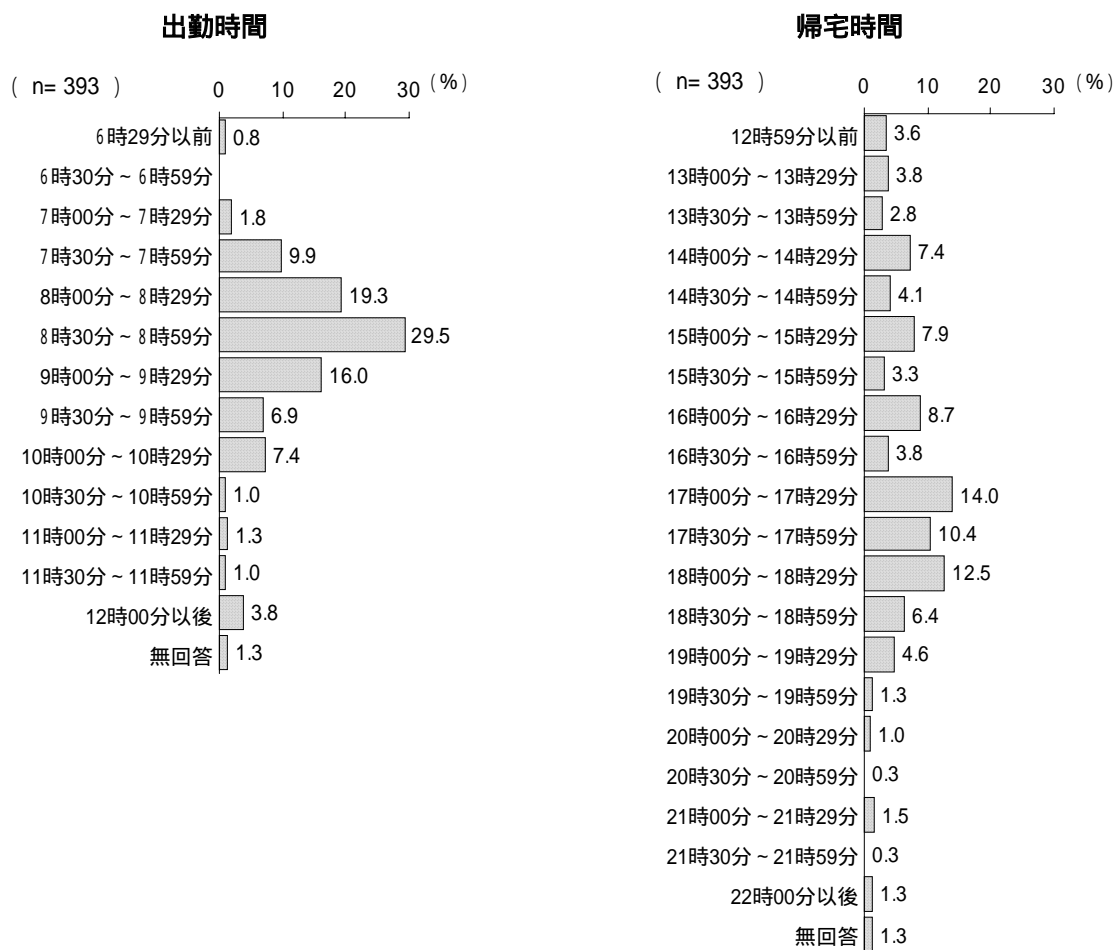 出勤時間
( n= 393 ) 0 10 20 30 (%)
6時29分以前 0.8
6時30分~6時59分
7時00分~7時29分 1.8
7時30分~7時59分 9.9
8時00分~8時29分 19.3
8時30分~8時59分 29.5
9時00分~9時29分 16.0
9時30分~9時59分 6.9
10時00分~10時29分 7.4
10時30分~10時59分 1.0
11時00分~11時29分 1.3
11時30分~11時59分 1.0
12時00分以後 3.8
無回答 1.3
帰宅時間
( n= 393 ) 0 10 20 30 (%)
12時59分以前 3.6
13時00分~13時29分 3.8
13時30分~13時59分 2.8
14時00分~14時29分 7.4
14時30分~14時59分 4.1
15時00分~15時29分 7.9
15時30分~15時59分 3.3
16時00分~16時29分 8.7
16時30分~16時59分 3.8
17時00分~17時29分 14.0
17時30分~17時59分 10.4
18時00分~18時29分 12.5
18時30分~18時59分 6.4
19時00分~19時29分 4.6
19時30分~19時59分 1.3
20時00分~20時29分 1.0
20時30分~20時59分 0.3
21時00分~21時29分 1.5
21時30分~21時59分 0.3
22時00分以後 1.3
無回答 1.3